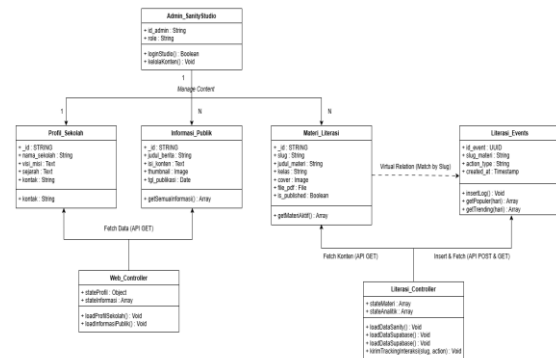 Admin_SanityStudio
+ id_admin : String
+ role : String
+ loginStudio() : Boolean
+ kelolaKonten() : Void
1
Manage Content
1
N
N
Profil_Sekolah
+ _id : STRING
+ nama_sekolah : String
+ visi_misi : Text
+ sejarah : Text
+ kontak : String
+ kontak : String
Informasi_Publik
+ _id : STRING
+ judul_berita : String
+ isi_konten : Text
+ thumbnail : Image
+ tgl_publikasi : Date
+ getSemuaInformasi() : Array
Materi_Literasi
+ _id : STRING
+ slug : String
+ judul_materi : String
+ kelas : String
+ cover : Image
+ file_pdf : File
+ is_published : Boolean
+ getMateriAktif() : Array
Virtual Relation (Match by Slug)
Literasi_Events
+ id_event : UUID
+ slug_materi : String
+ action_type : String
+ created_at : Timestamp
+ insertLog() : Void
+ getPopuler(hari) : Array
+ getTrending(hari) : Array
Fetch Data (API GET)
Fetch Konten (API GET)
Insert & Fetch (API POST & GET)
Web_Controller
+ stateProfil : Object
+ stateInformasi : Array
+ loadProfilSekolah() : Void
+ loadInformasiPublik() : Void
Literasi_Controller
+ stateMateri : Array
+ stateAnalitik : Array
+ loadDataSanity() : Void
+ loadDataSupabase() : Void
+ loadDataSupabase() : Void
+ kirimTrackingInteraksi(slug, action) : Void